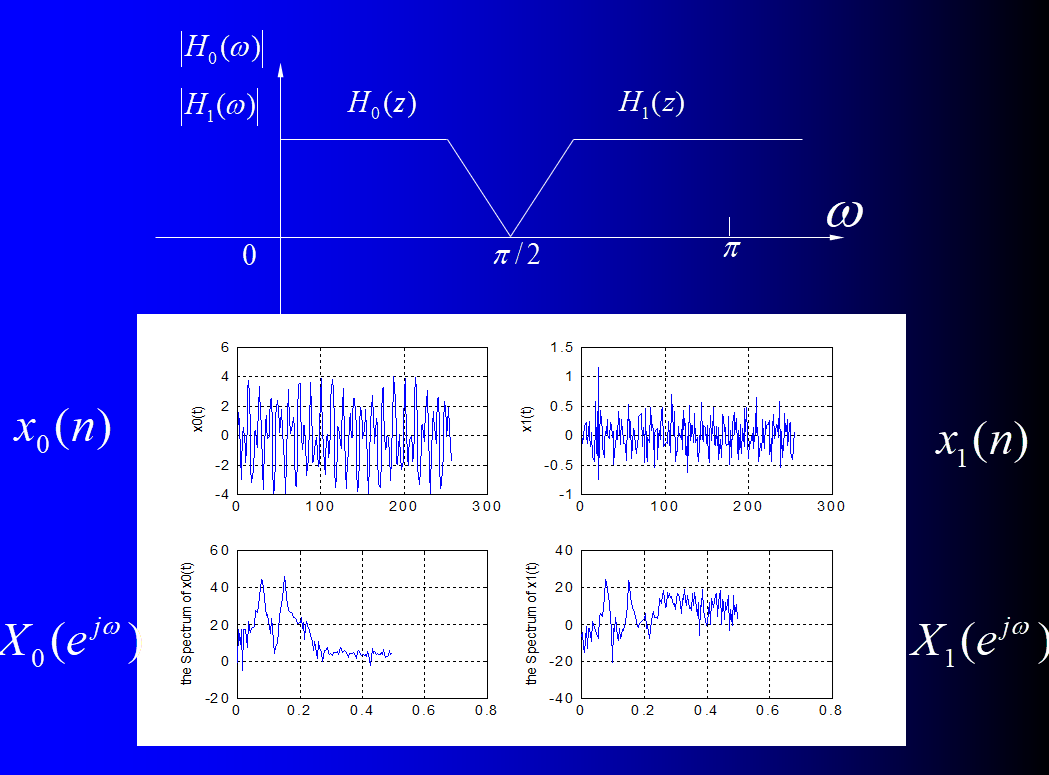 |H₀(ω)|
|H₁(ω)| H₀(z) H₁(z)
ω
0 π/2 π
x₀(n)
x₁(n)
x0(t)
6
4
2
0
-2
-4
0 100 200 300
x1(t)
1.5
1
0.5
0
-0.5
-1
0 100 200 300
X₀(e^{jω})
X₁(e^{jω})
the Spectrum of x0(t)
60
40
20
0
-20
0 0.2 0.4 0.6 0.8
the Spectrum of x1(t)
40
20
0
-20
-40
0 0.2 0.4 0.6 0.8